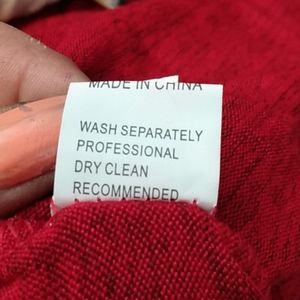 MADE IN CHINA
WASH SEPARATELY
PROFESSIONAL
DRY CLEAN
RECOMMENDED